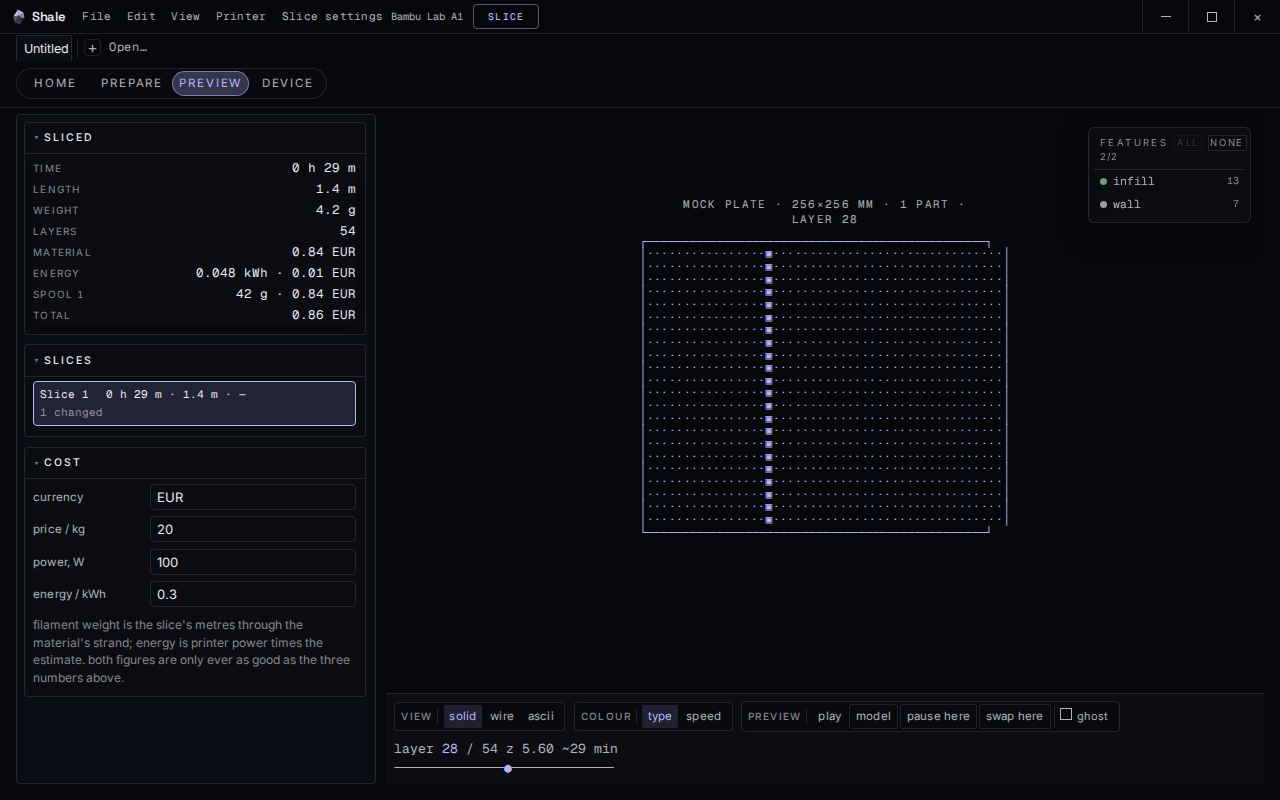 Shale File Edit View Printer Slice settings Bambu Lab A1 SLICE
Untitled + Open…
HOME PREPARE PREVIEW DEVICE
SLICED
TIME 0 h 29 m
LENGTH 1.4 m
WEIGHT 4.2 g
LAYERS 54
MATERIAL 0.84 EUR
ENERGY 0.048 kWh · 0.01 EUR
SPOOL 1 42 g · 0.84 EUR
TOTAL 0.86 EUR
SLICES
Slice 1 0 h 29 m · 1.4 m · —
1 changed
COST
currency EUR
price / kg 20
power, W 100
energy / kWh 0.3
filament weight is the slice's metres through the
material's strand; energy is printer power times the
estimate. both figures are only ever as good as the three
numbers above.
MOCK PLATE · 256×256 MM · 1 PART ·
LAYER 28
FEATURES ALL NONE
2/2
infill 13
wall 7
VIEW solid wire ascii COLOUR type speed PREVIEW play model pause here swap here ghost
layer 28 / 54 z 5.60 ~29 min